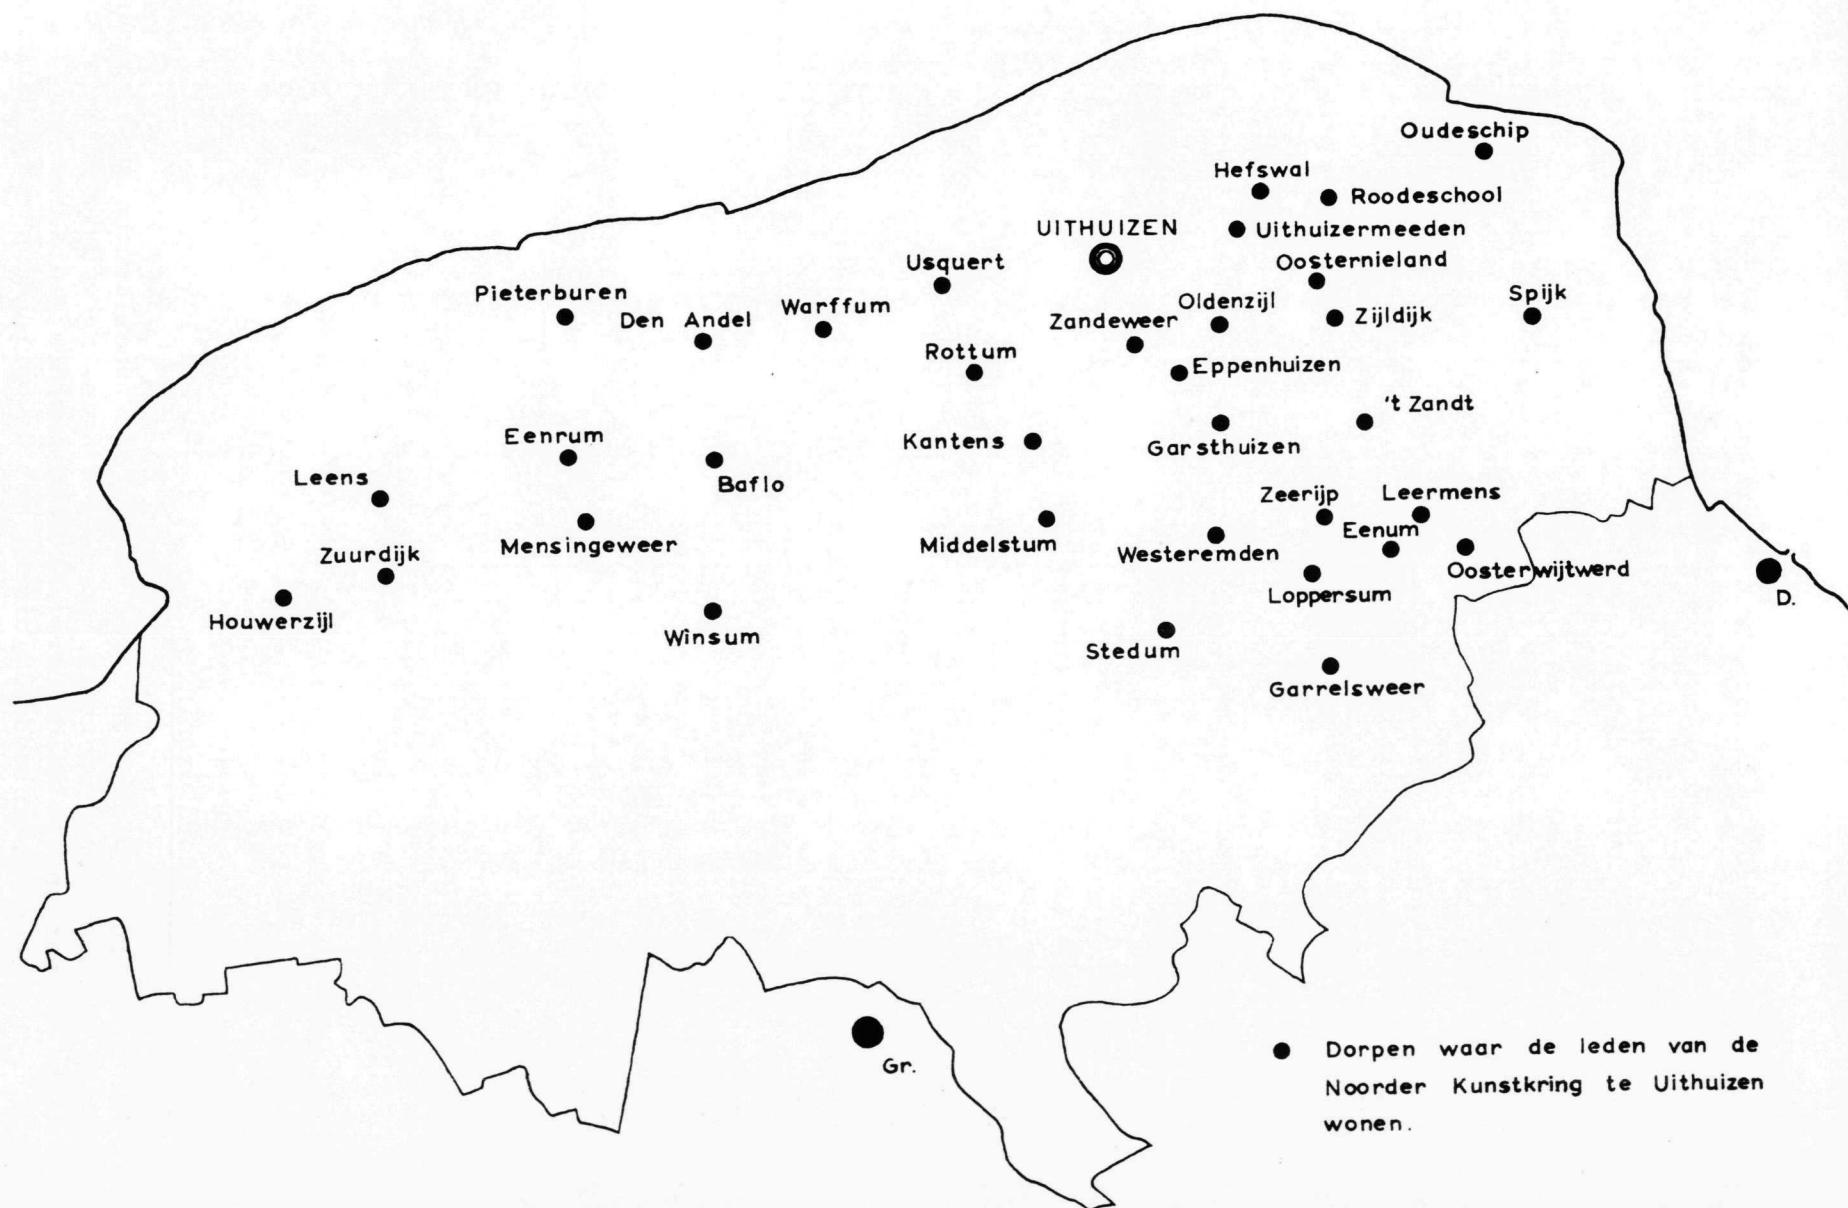 Oudeschip
Hefswal
Roodeschool
UITHUIZEN
Uithuizermeeden
Usquert
Oosternieland
Pieterburen
Den Andel
Warffum
Oldenzijl
Spijk
Zandeweer
Zijldijk
Rottum
Eppenhuizen
't Zandt
Eenrum
Kantens
Garsthuizen
Leens
Baflo
Zeerijp
Leermens
Mensingeweer
Middelstum
Eenum
Zuurdijk
Westeremden
Oosterwijtwerd
Loppersum
D.
Houwerzijl
Winsum
Stedum
Garrelsweer
Gr.
Dorpen waar de leden van de
Noorder Kunstkring te Uithuizen
wonen.